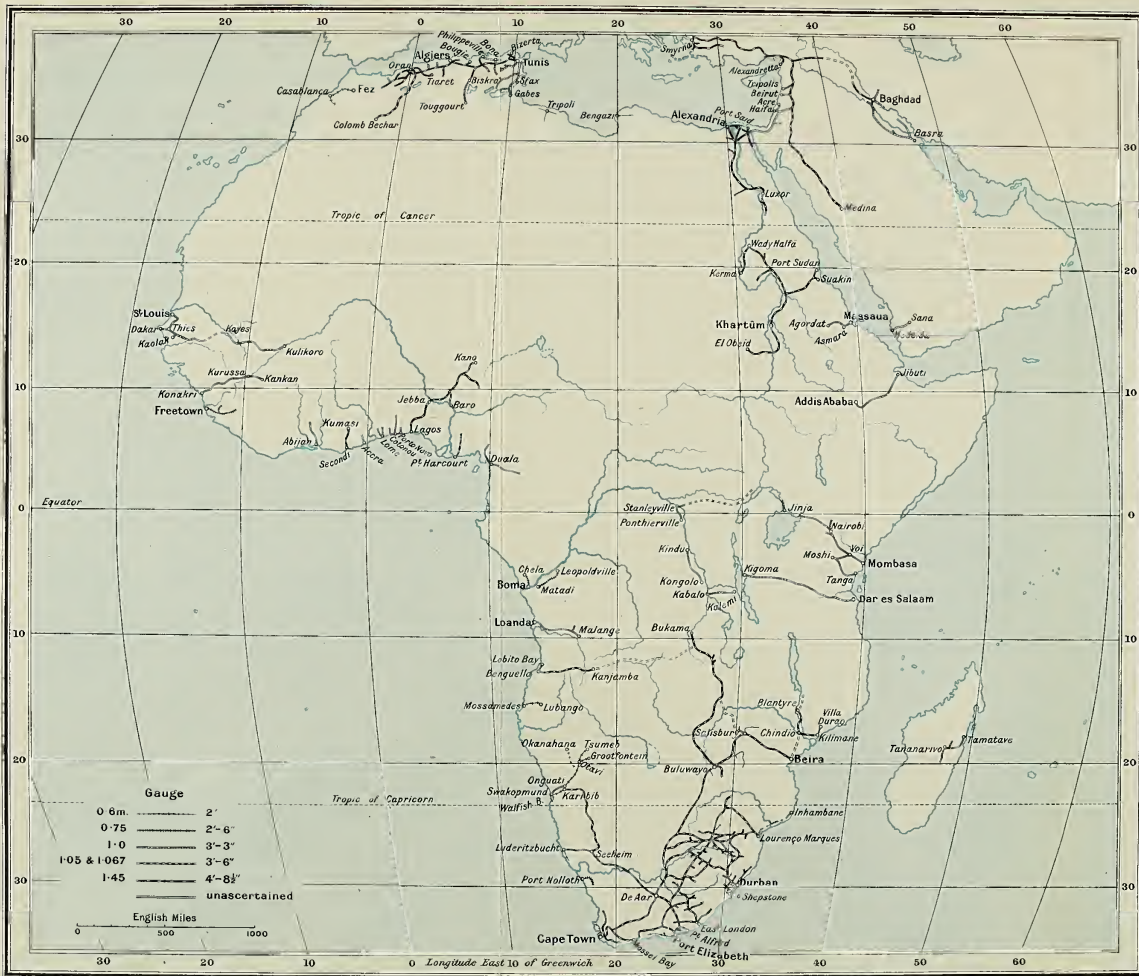 30 20 10 0 10 20 30 40 50 60
Philippeville
Bona
Bizerta
Bougie
Algiers
Tunis
Oran
Tiaret
Biskra
Sfax
Gabes
Casablança
Fez
Touggourt
Colomb Bechar
Tripoli
Bengazi
Smyrna
Alexandretta
Tripolis
Beirut
Acre
Haifa
Port Said
Alexandria
Baghdad
Basra
30 30
Luxor
Medina
Tropic of Cancer
20 20
Wady Halfa
Kerma
Port Sudan
Suakin
Khartûm
El Obeid
Agordat
Massaua
Asmara
Sana
St Louis
Dakar
Thies
Kaolak
Kayes
Kulikoro
Kurussa
Kankan
Konakri
Freetown
Kano
Jebba
Baro
Jibuti
Addis Ababa
10 10
Abijan
Kumasi
Secondi
Accra
Lome
Cotonou
Porto Novo
Lagos
Pt Harcourt
Duala
Equator
0 0
Stanleyville
Ponthierville
Jinja
Nairobi
Kindu
Moshi
Voi
Mombasa
Chela
Leopoldville
Boma
Matadi
Kongolo
Kabalo
Kalemi
Kigoma
Tanga
Dar es Salaam
Loanda
Malange
Bukama
10 10
Lobito Bay
Benguella
Kanjamba
Mossamedes
Lubango
Blantyre
Villa Durao
Salisbury
Chindio
Kilimane
Tananarivo
Tamatave
Okanahana
Tsumeb
Grootfontein
Otavi
Beira
Buluwayo
20 20
Onguati
Swakopmund
Karibib
Walfish B.
Tropic of Capricorn
Inhambane
Lourenço Marques
Luderitzbucht
Seeheim
Port Nolloth
Durban
Shepstone
De Aar
30 30
East London
Pt Alfred
Port Elizabeth
Mossel Bay
Cape Town
Gauge
0·6m. 2'
0·75 2'-6"
1·0 3'-3"
1·05 & 1·067 3'-6"
1·45 4'-8½"
unascertained
English Miles
0 500 1000
30 20 10 0 Longitude East 10 of Greenwich 20 30 40 50 60